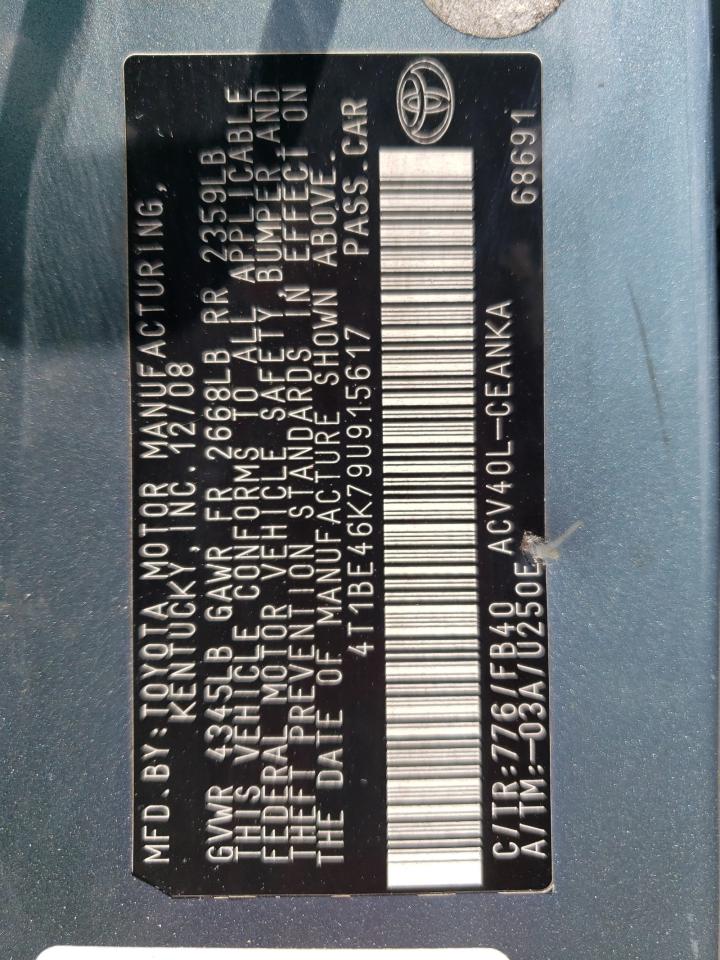 MFD.BY:TOYOTA MOTOR MANUFACTURING,
KENTUCKY, INC. 12/08
GVWR 4345LB GAWR FR 2668LB RR 2359LB
THIS VEHICLE CONFORMS TO ALL APPLICABLE
FEDERAL MOTOR VEHICLE SAFETY, BUMPER AND
THEFT PREVENTION STANDARDS IN EFFECT ON
THE DATE OF MANUFACTURE SHOWN ABOVE.
4T1BE46K79U915617 PASS.CAR
C/TR:776/FB40 ACV40L-CEANKA 68691
A/TM:-03A/U250E